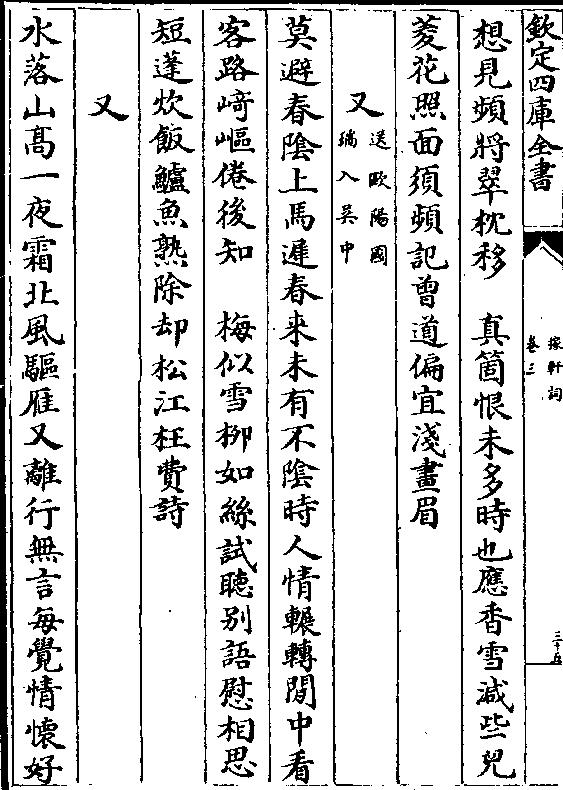 欽定四庫全書
稼軒詞
卷三
三十五
想見頻將翠枕移　真箇恨未多時也應香雪減些兒
菱花照面須頻記曾道偏宜淺畫眉
又送歐陽國
瑞入吳中
莫避春陰上馬遲春來未有不陰時人情輾轉閒中看
客路﨑嶇倦後知　梅似雪栁如絲試聽别語慰相思
短蓬炊飯鱸魚熟除却松江枉費詩
又
水落山髙一夜霜北風驅雁又離行無言每覺情懷好